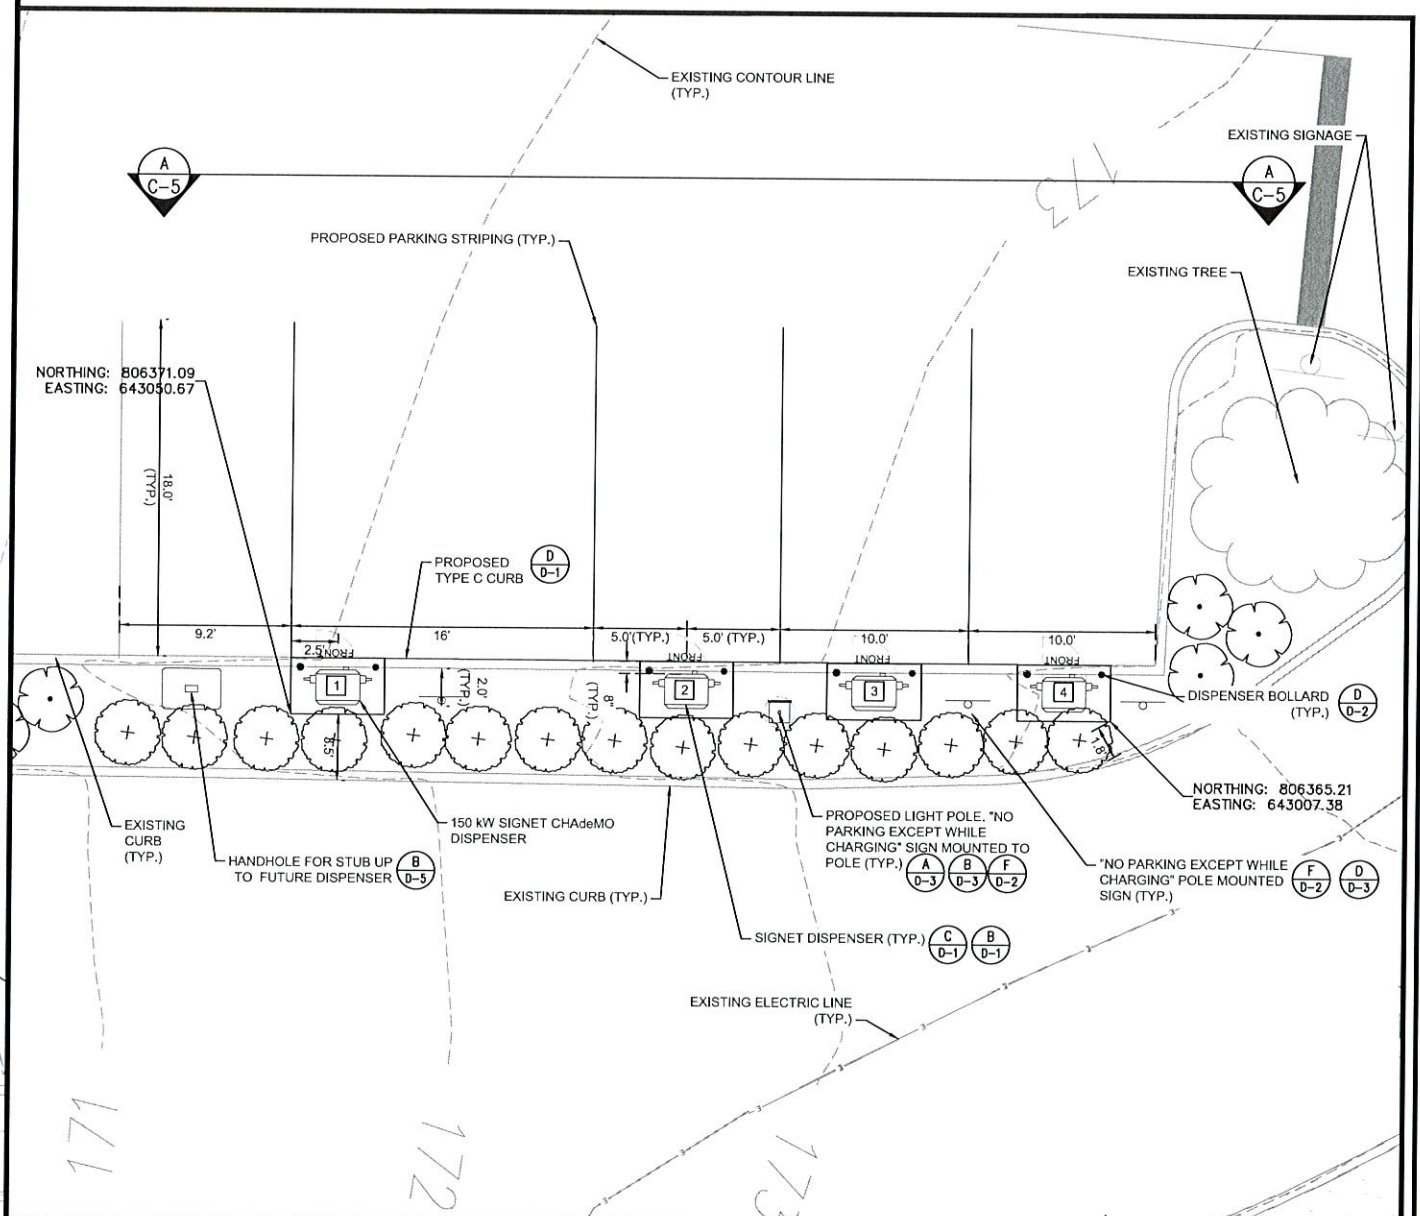 EXISTING CONTOUR LINE
(TYP.)
EXISTING SIGNAGE
A
C-5
A
C-5
173
PROPOSED PARKING STRIPING (TYP.)
EXISTING TREE
NORTHING: 806371.09
EASTING: 643050.67
18.0'
(TYP.)
PROPOSED
TYPE C CURB
D
D-1
9.2'
16'
5.0'(TYP.)
5.0' (TYP.)
10.0'
10.0'
2.5'
FRONT
FRONT
FRONT
FRONT
1
2
3
4
2.0'
(TYP.)
8"
(TYP.)
8.5'
1.8'
DISPENSER BOLLARD
(TYP.)
D
D-2
NORTHING: 806365.21
EASTING: 643007.38
EXISTING
CURB
(TYP.)
150 kW SIGNET CHAdeMO
DISPENSER
HANDHOLE FOR STUB UP
TO FUTURE DISPENSER
B
D-5
EXISTING CURB (TYP.)
PROPOSED LIGHT POLE. "NO
PARKING EXCEPT WHILE
CHARGING" SIGN MOUNTED TO
POLE (TYP.)
A
D-3
B
D-3
F
D-2
"NO PARKING EXCEPT WHILE
CHARGING" POLE MOUNTED
SIGN (TYP.)
F
D-2
D
D-3
SIGNET DISPENSER (TYP.)
C
D-1
B
D-1
EXISTING ELECTRIC LINE
(TYP.)
171
172
173